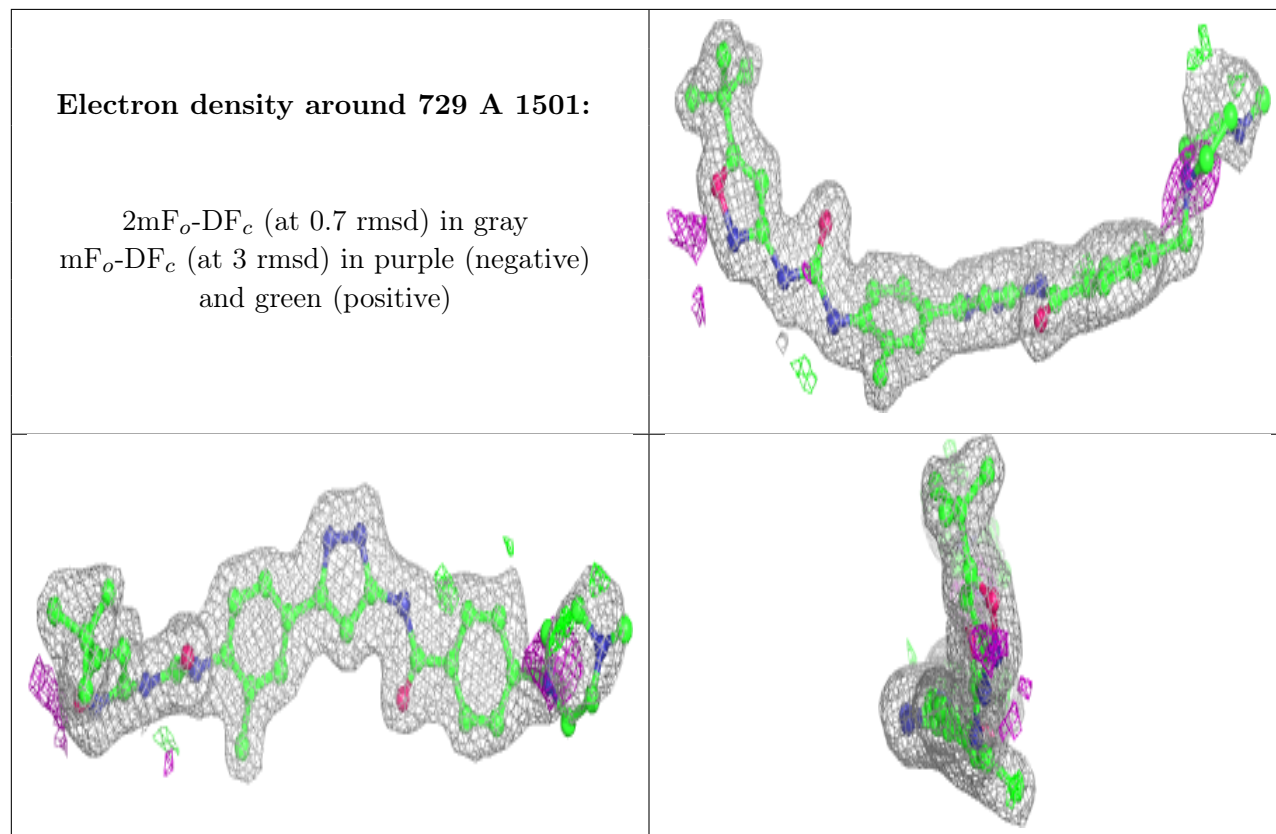 Electron density around 729 A 1501:
2mFo-DFc (at 0.7 rmsd) in gray
mFo-DFc (at 3 rmsd) in purple (negative)
and green (positive)